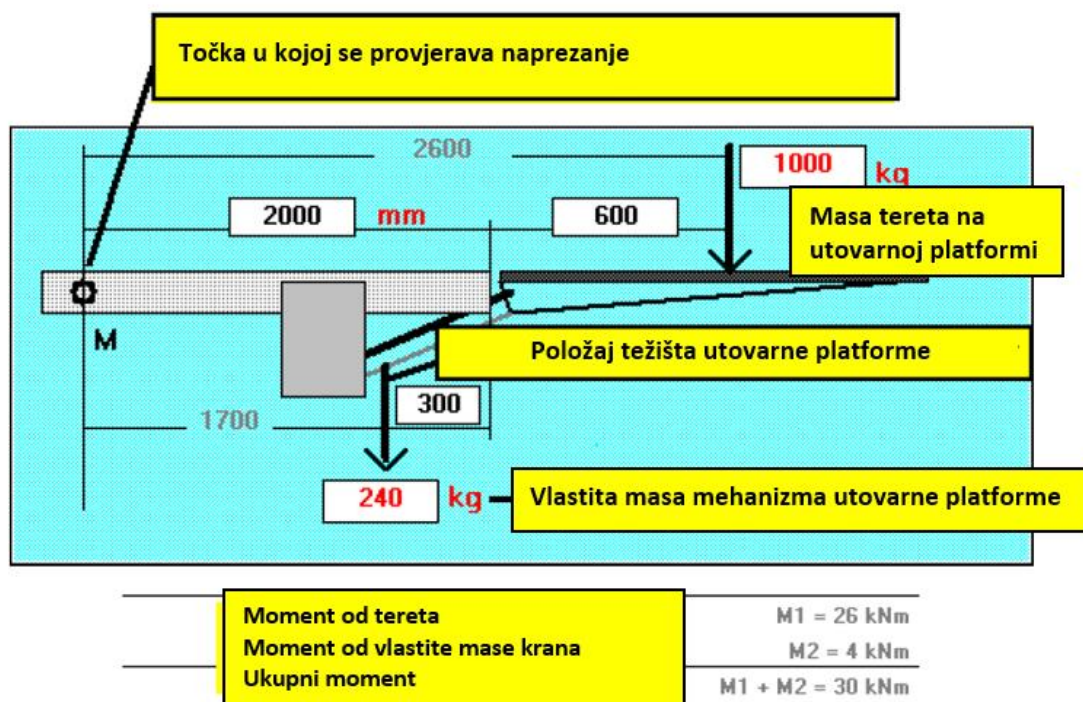 Točka u kojoj se provjerava naprezanje
2600
1000 kg
2000 mm 600
Masa tereta na
utovarnoj platformi
M
Položaj težišta utovarne platforme
300
1700
240 kg
Vlastita masa mehanizma utovarne platforme
Moment od tereta M1 = 26 kNm
Moment od vlastite mase krana M2 = 4 kNm
Ukupni moment M1 + M2 = 30 kNm